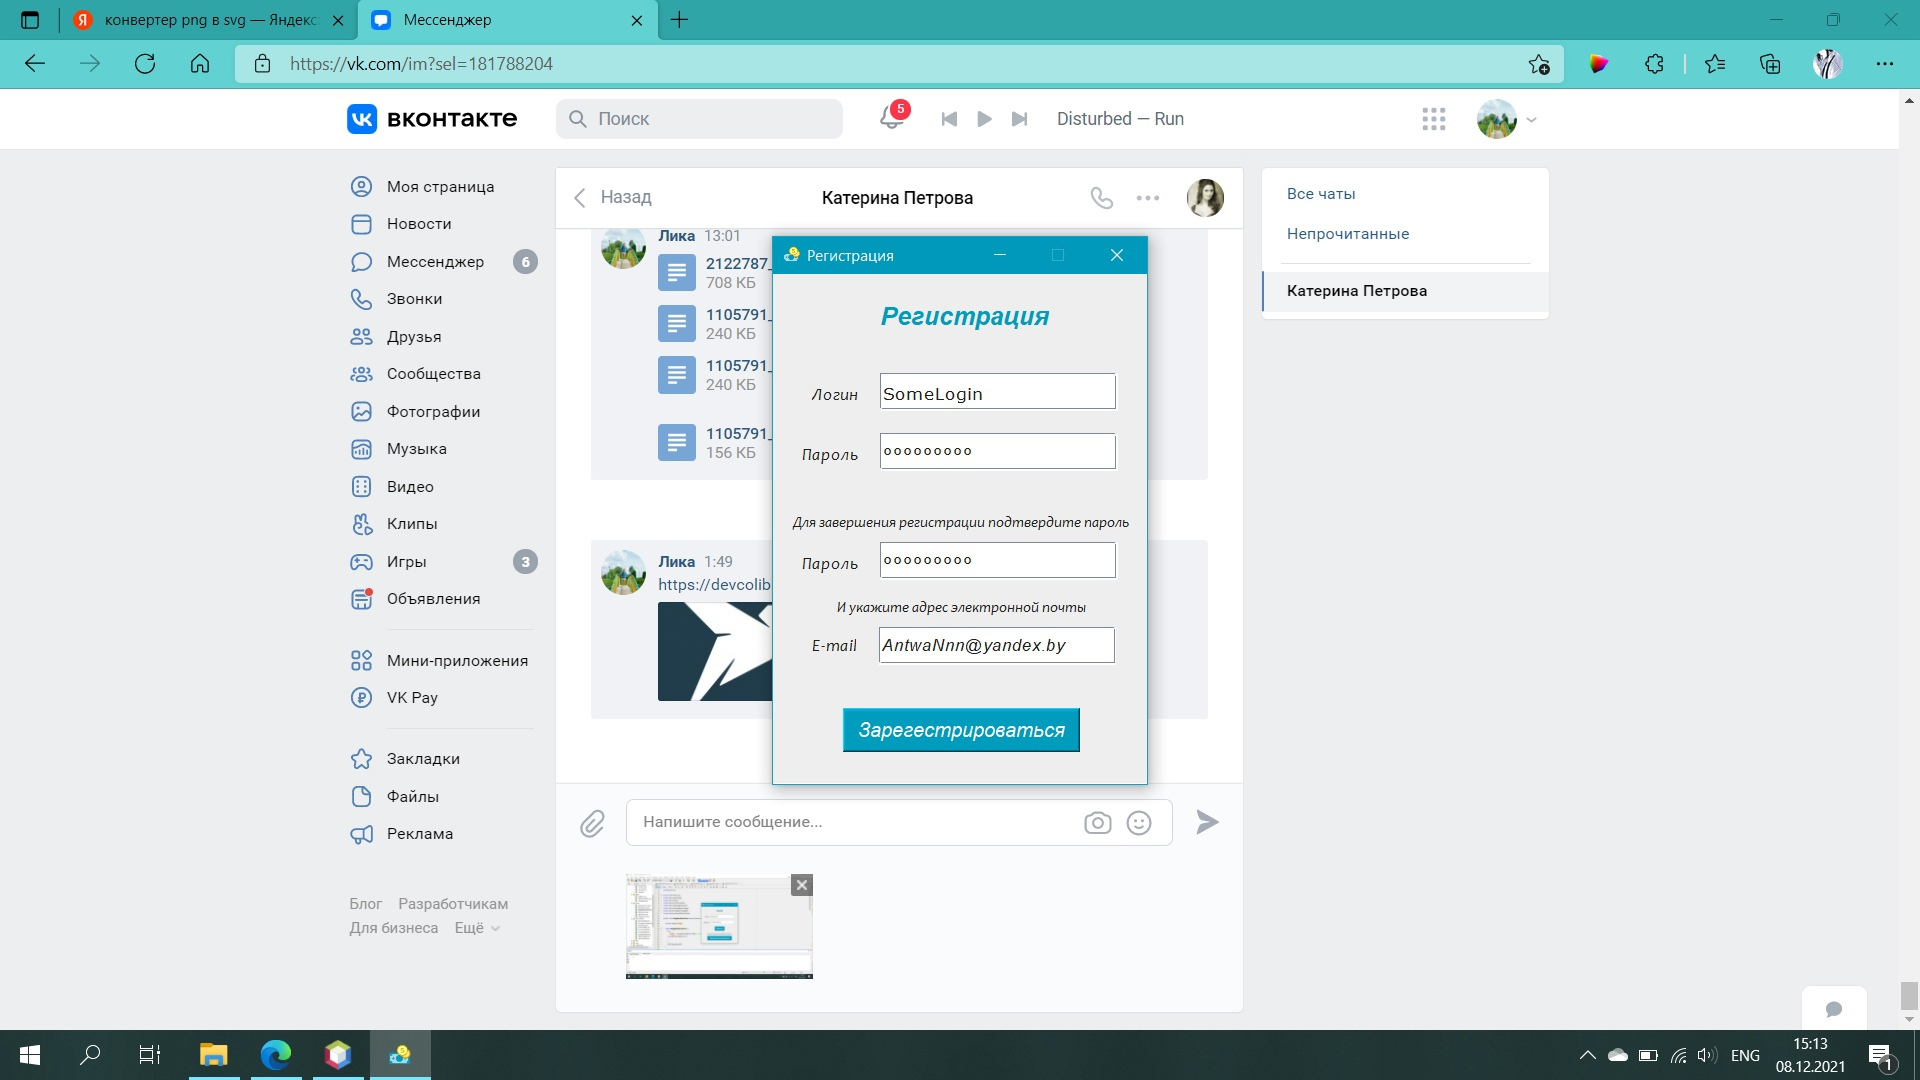 конвертер png в svg — Яндекс
Мессенджер
https://vk.com/im?sel=181788204
ВКОНТАКТЕ
Поиск
5
Disturbed — Run
Моя страница
Новости
Мессенджер 6
Звонки
Друзья
Сообщества
Фотографии
Музыка
Видео
Клипы
Игры 3
Объявления
Мини-приложения
VK Pay
Закладки
Файлы
Реклама
Блог Разработчикам
Для бизнеса Ещё
Назад
Катерина Петрова
Лика 13:01
2122787_
708 КБ
1105791_
240 КБ
1105791_
240 КБ
1105791_
156 КБ
Лика 1:49
https://devcolib
Регистрация
Регистрация
Логин SomeLogin
Пароль
Для завершения регистрации подтвердите пароль
Пароль
И укажите адрес электронной почты
E-mail AntwaNnn@yandex.by
Зарегестрироваться
Напишите сообщение...
Все чаты
Непрочитанные
Катерина Петрова
ENG
15:13
08.12.2021
1